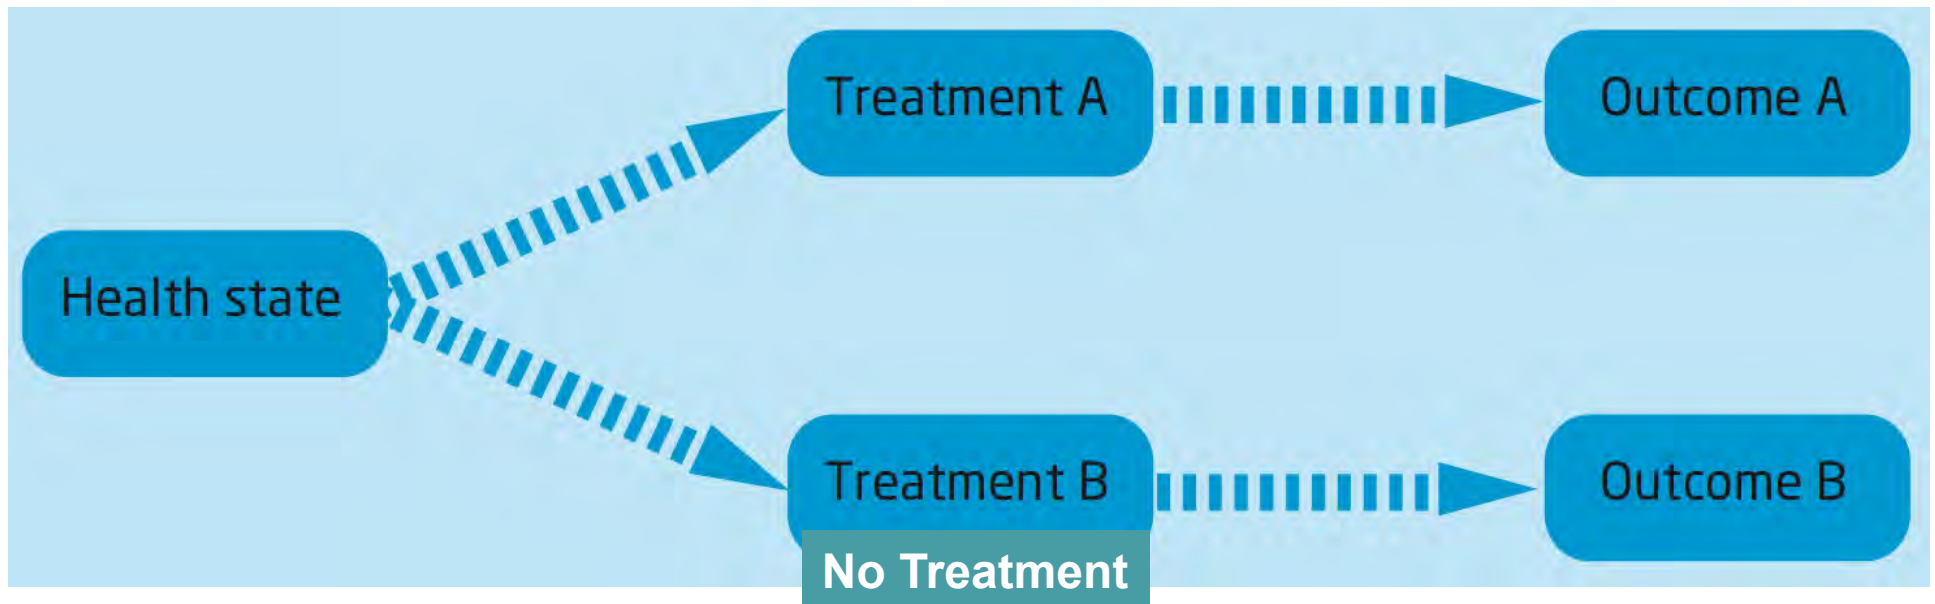 Treatment A
Outcome A
Health state
Treatment B
Outcome B
No Treatment